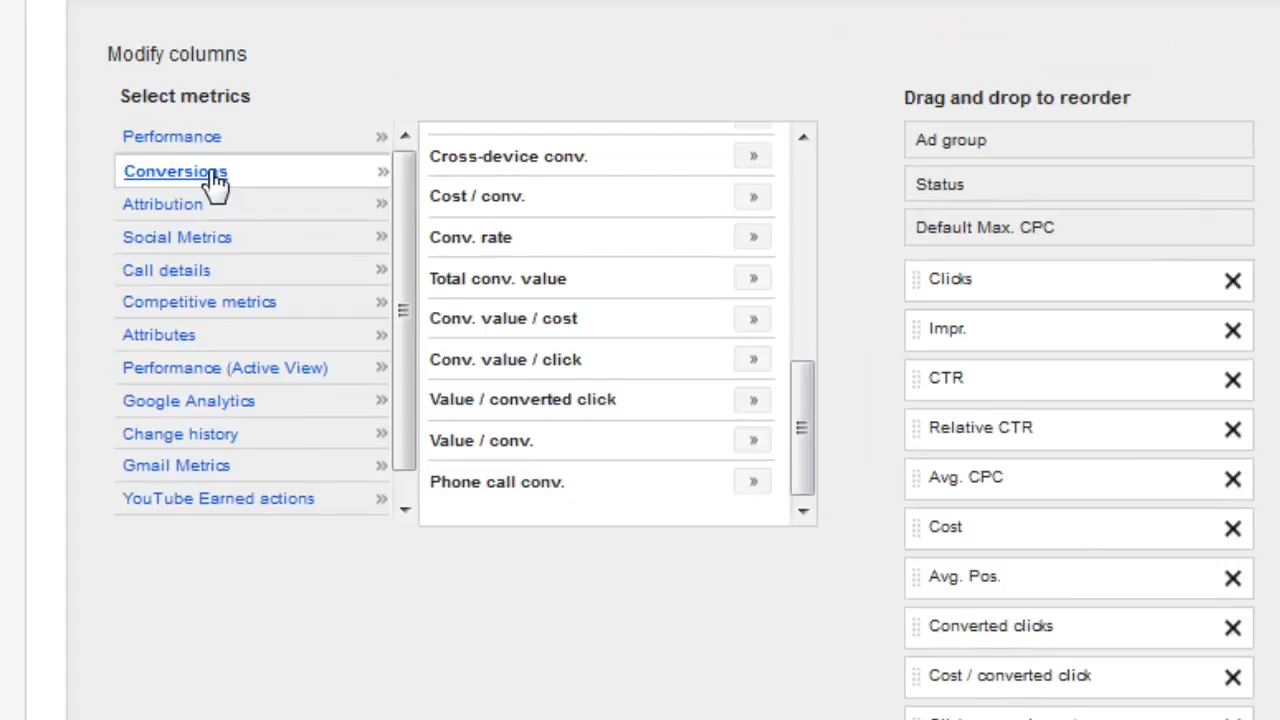 Modify columns
Select metrics
Performance »
Conversions »
Attribution »
Social Metrics »
Call details »
Competitive metrics »
Attributes »
Performance (Active View) »
Google Analytics »
Change history »
Gmail Metrics »
YouTube Earned actions »
Cross-device conv. »
Cost / conv. »
Conv. rate »
Total conv. value »
Conv. value / cost »
Conv. value / click »
Value / converted click »
Value / conv. »
Phone call conv. »
Drag and drop to reorder
Ad group
Status
Default Max. CPC
Clicks
Impr.
CTR
Relative CTR
Avg. CPC
Cost
Avg. Pos.
Converted clicks
Cost / converted click